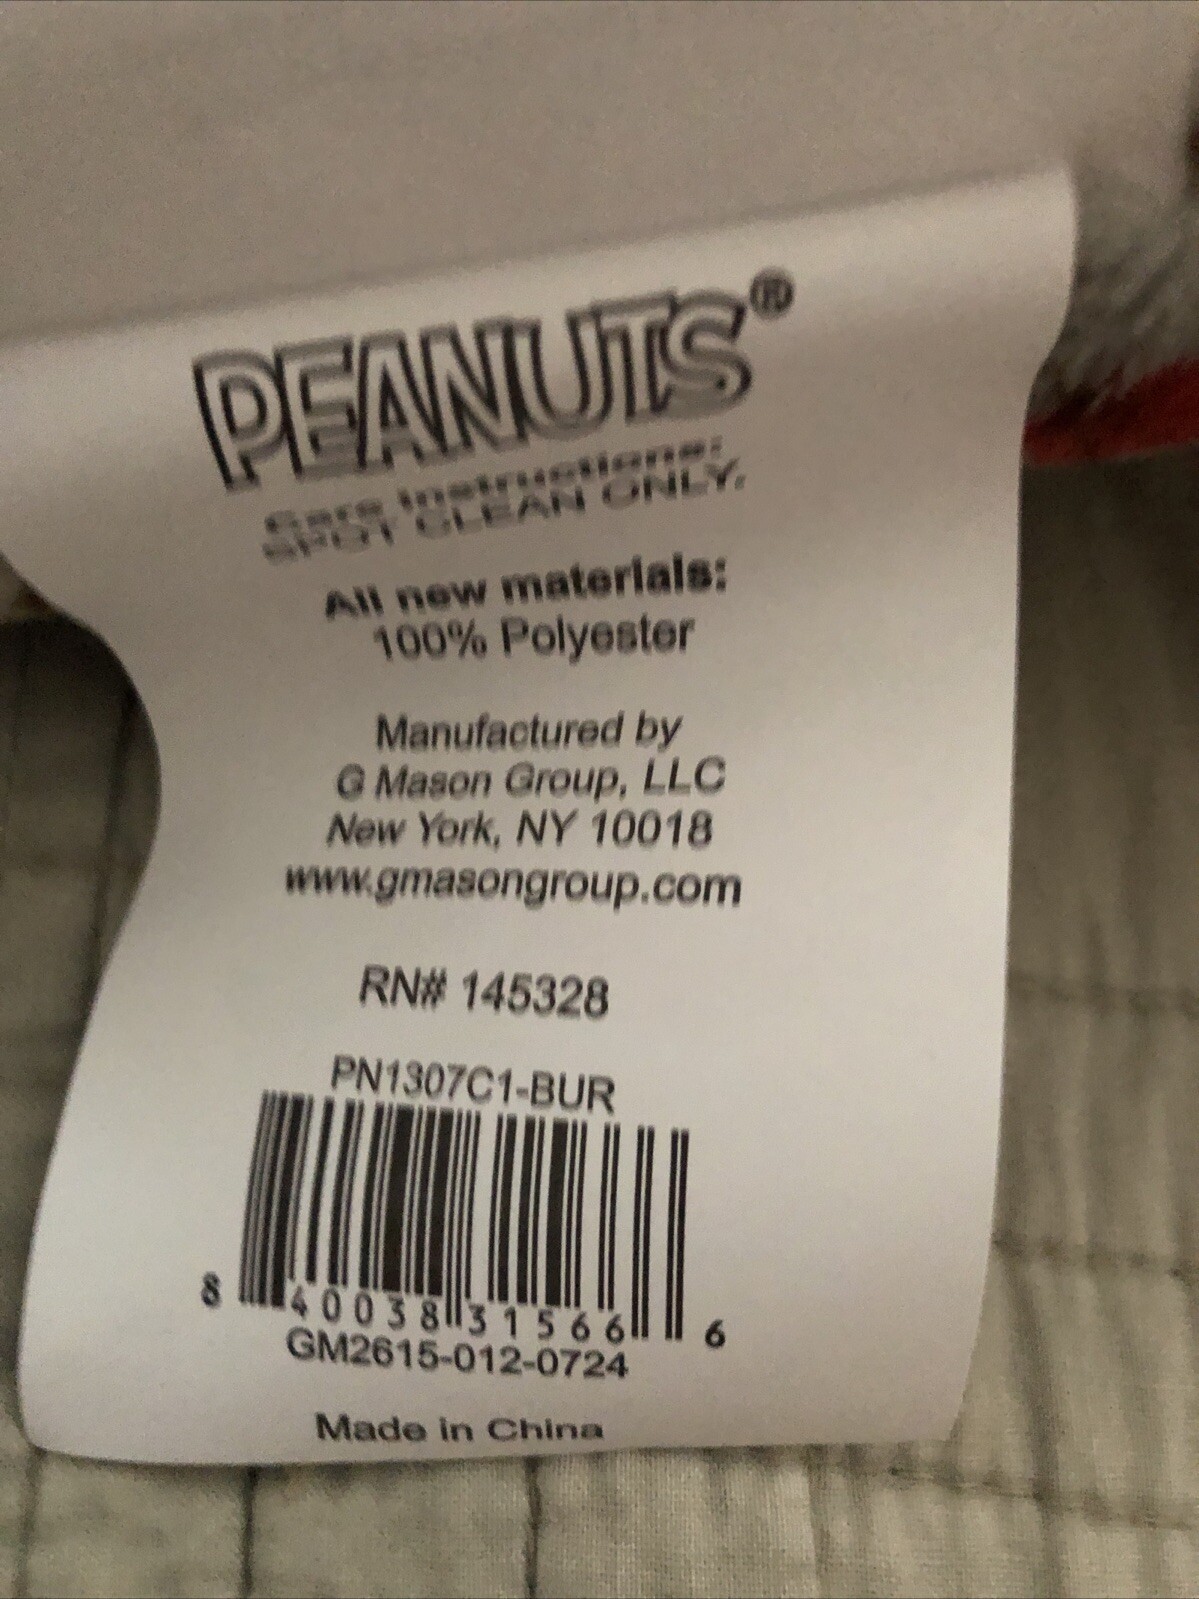 PEANUTS®
Care Instructions:
SPOT CLEAN ONLY.
All new materials:
100% Polyester
Manufactured by
G Mason Group, LLC
New York, NY 10018
www.gmasongroup.com
RN# 145328
PN1307C1-BUR
8 40038 31566 6
GM2615-012-0724
Made in China